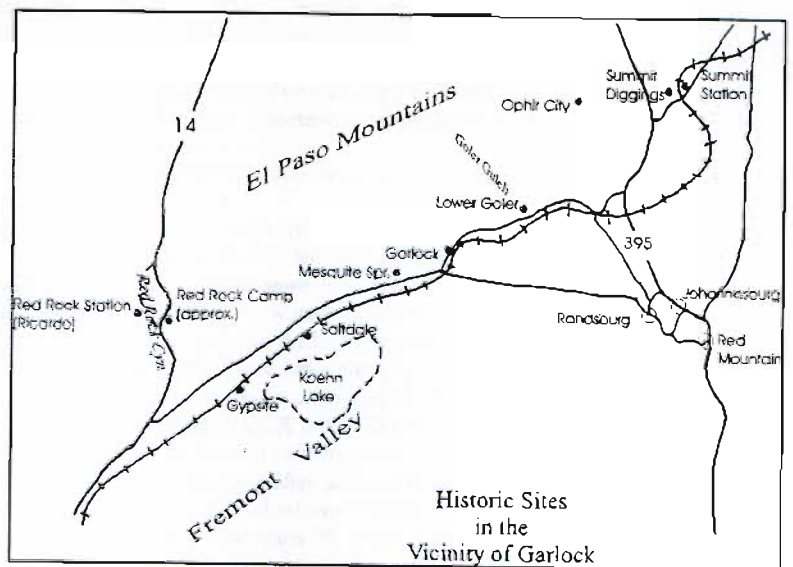 14
El Paso Mountains
Summit
Diggings
Summit
Station
Ophir City
Goler Gulch
Lower Goler
Garlock
395
Mesquite Spr.
Red Rock Station
(Ricardo)
Red Rock Cyn.
Red Rock Camp
(approx.)
Saltdale
Koehn
Lake
Gypsite
Fremont Valley
Johannesburg
Randsburg
Red
Mountain
Historic Sites
in the
Vicinity of Garlock